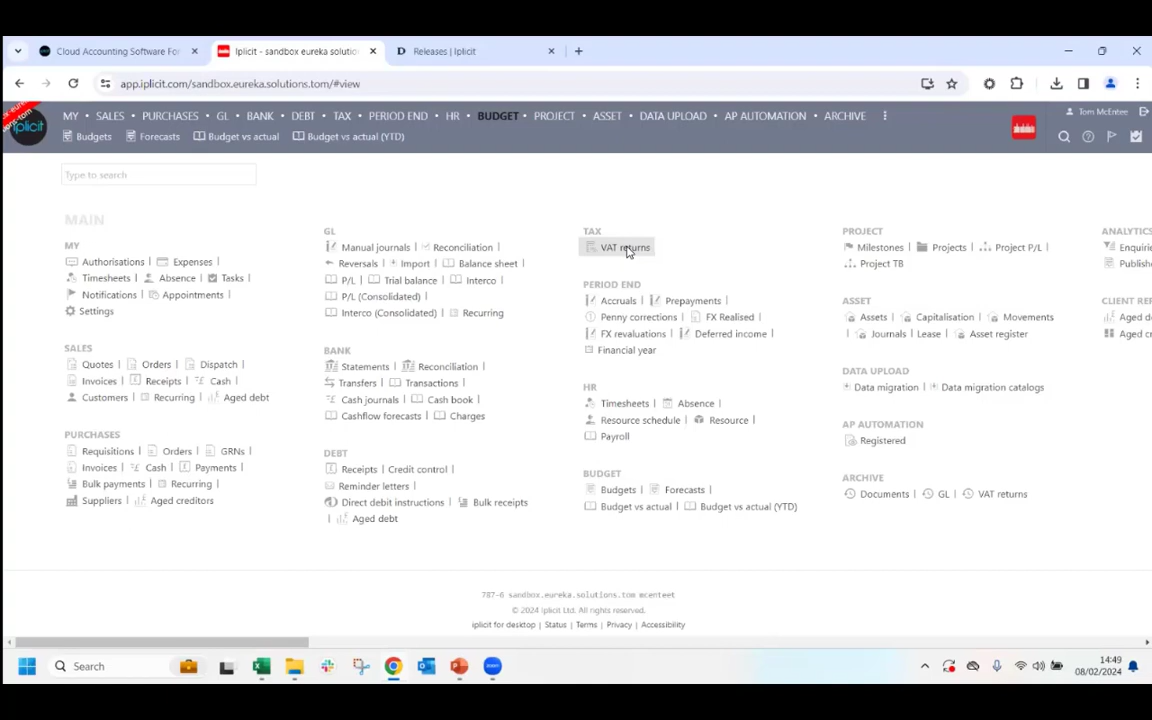 Cloud Accounting Software For
Iplicit - sandbox eureka solutio
Releases | Iplicit
app.iplicit.com/sandbox.eureka.solutions.tom/#view
iplicit
MY • SALES • PURCHASES • GL • BANK • DEBT • TAX • PERIOD END • HR • BUDGET • PROJECT • ASSET • DATA UPLOAD • AP AUTOMATION • ARCHIVE
Tom McEntee
Budgets Forecasts Budget vs actual Budget vs actual (YTD)
Type to search
MAIN
MY
Authorisations | Expenses |
Timesheets | Absence | Tasks |
Notifications | Appointments |
Settings
SALES
Quotes | Orders | Dispatch |
Invoices | Receipts | Cash |
Customers | Recurring | Aged debt
PURCHASES
Requisitions | Orders | GRNs |
Invoices | Cash | Payments |
Bulk payments | Recurring |
Suppliers | Aged creditors
GL
Manual journals | Reconciliation |
Reversals | Import | Balance sheet |
P/L | Trial balance | Interco |
P/L (Consolidated) |
Interco (Consolidated) | Recurring
BANK
Statements | Reconciliation |
Transfers | Transactions |
Cash journals | Cash book |
Cashflow forecasts | Charges
DEBT
Receipts | Credit control |
Reminder letters |
Direct debit instructions | Bulk receipts
| Aged debt
TAX
VAT returns
PERIOD END
Accruals | Prepayments |
Penny corrections | FX Realised |
FX revaluations | Deferred income |
Financial year
HR
Timesheets | Absence |
Resource schedule | Resource |
Payroll
BUDGET
Budgets | Forecasts |
Budget vs actual | Budget vs actual (YTD)
PROJECT
Milestones | Projects | Project P/L |
Project TB
ASSET
Assets | Capitalisation | Movements
| Journals | Lease | Asset register
DATA UPLOAD
Data migration | Data migration catalogs
AP AUTOMATION
Registered
ARCHIVE
Documents | GL | VAT returns
ANALYTICS
Enquirie
Publish
CLIENT REP
Aged d
Aged c
787-6 sandbox.eureka.solutions.tom mcenteet
© 2024 Iplicit Ltd. All rights reserved.
iplicit for desktop | Status | Terms | Privacy | Accessibility
Search
14:49
08/02/2024